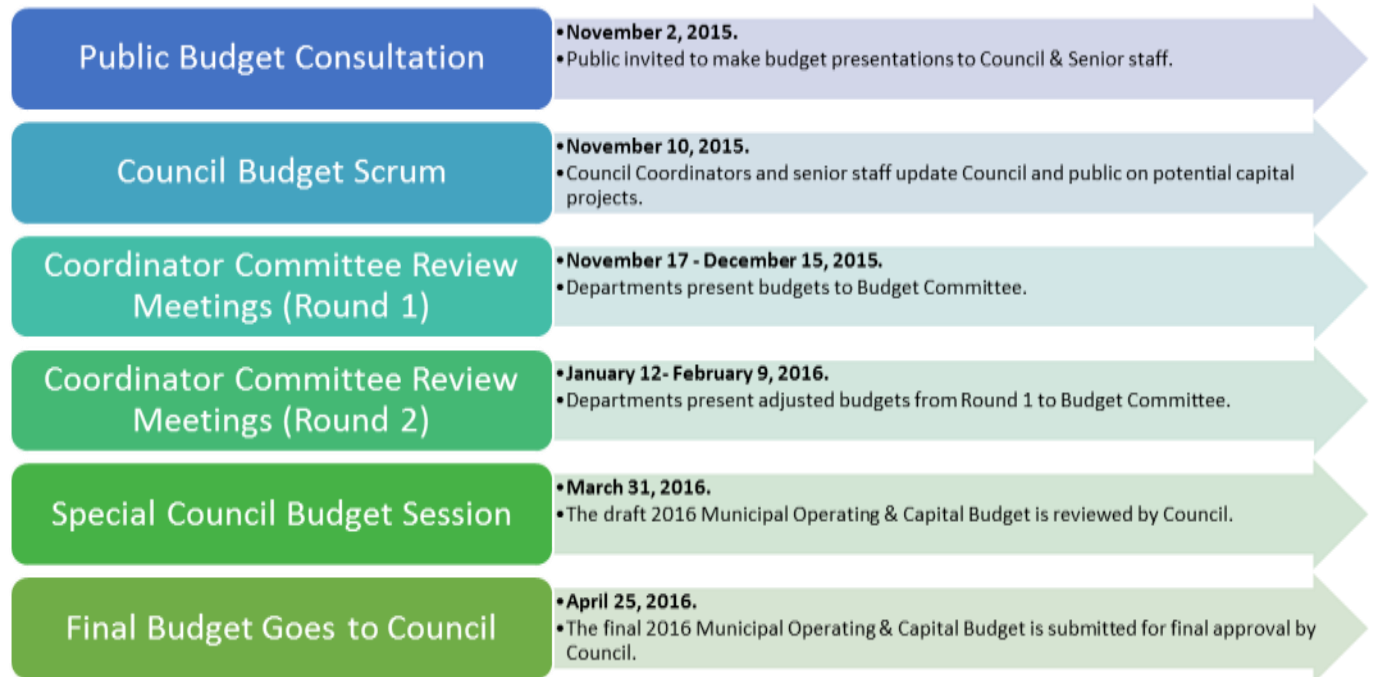 Public Budget Consultation
•November 2, 2015.
•Public invited to make budget presentations to Council & Senior staff.
Council Budget Scrum
•November 10, 2015.
•Council Coordinators and senior staff update Council and public on potential capital
projects.
Coordinator Committee Review
Meetings (Round 1)
•November 17 - December 15, 2015.
•Departments present budgets to Budget Committee.
Coordinator Committee Review
Meetings (Round 2)
•January 12- February 9, 2016.
•Departments present adjusted budgets from Round 1 to Budget Committee.
Special Council Budget Session
•March 31, 2016.
•The draft 2016 Municipal Operating & Capital Budget is reviewed by Council.
Final Budget Goes to Council
•April 25, 2016.
•The final 2016 Municipal Operating & Capital Budget is submitted for final approval by
Council.